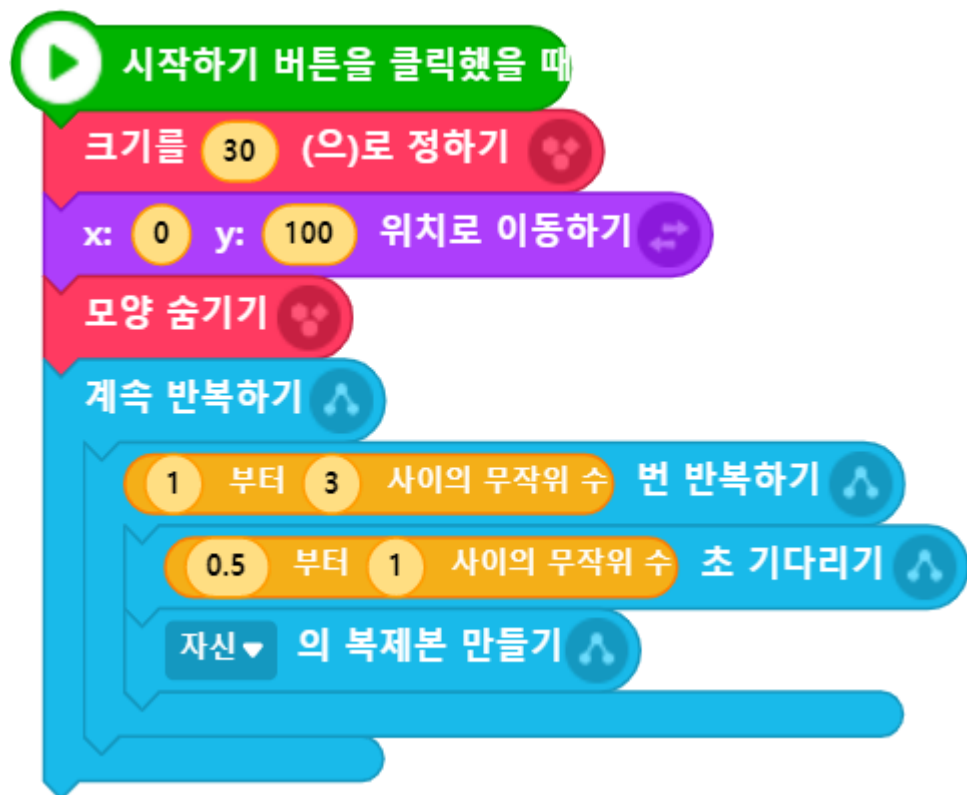 시작하기 버튼을 클릭했을 때
크기를 30 (으)로 정하기
x: 0 y: 100 위치로 이동하기
모양 숨기기
계속 반복하기
1 부터 3 사이의 무작위 수 번 반복하기
0.5 부터 1 사이의 무작위 수 초 기다리기
자신 의 복제본 만들기